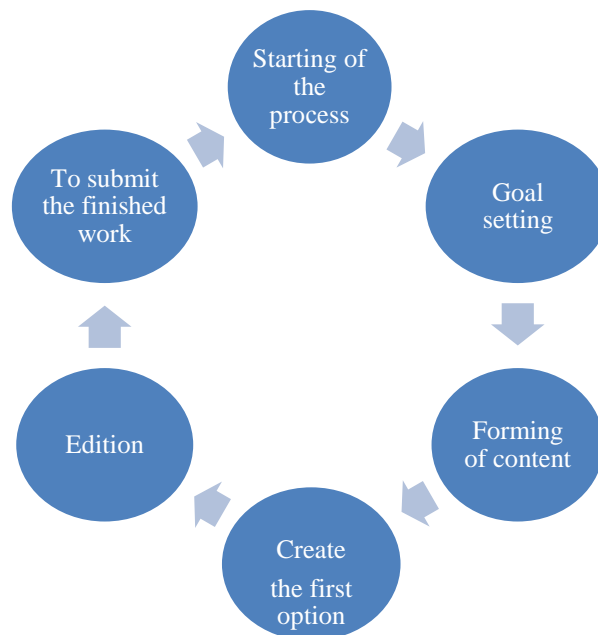 Starting of
the
process
Goal
setting
Forming
of content
Create
the first
option
Edition
To submit
the finished
work